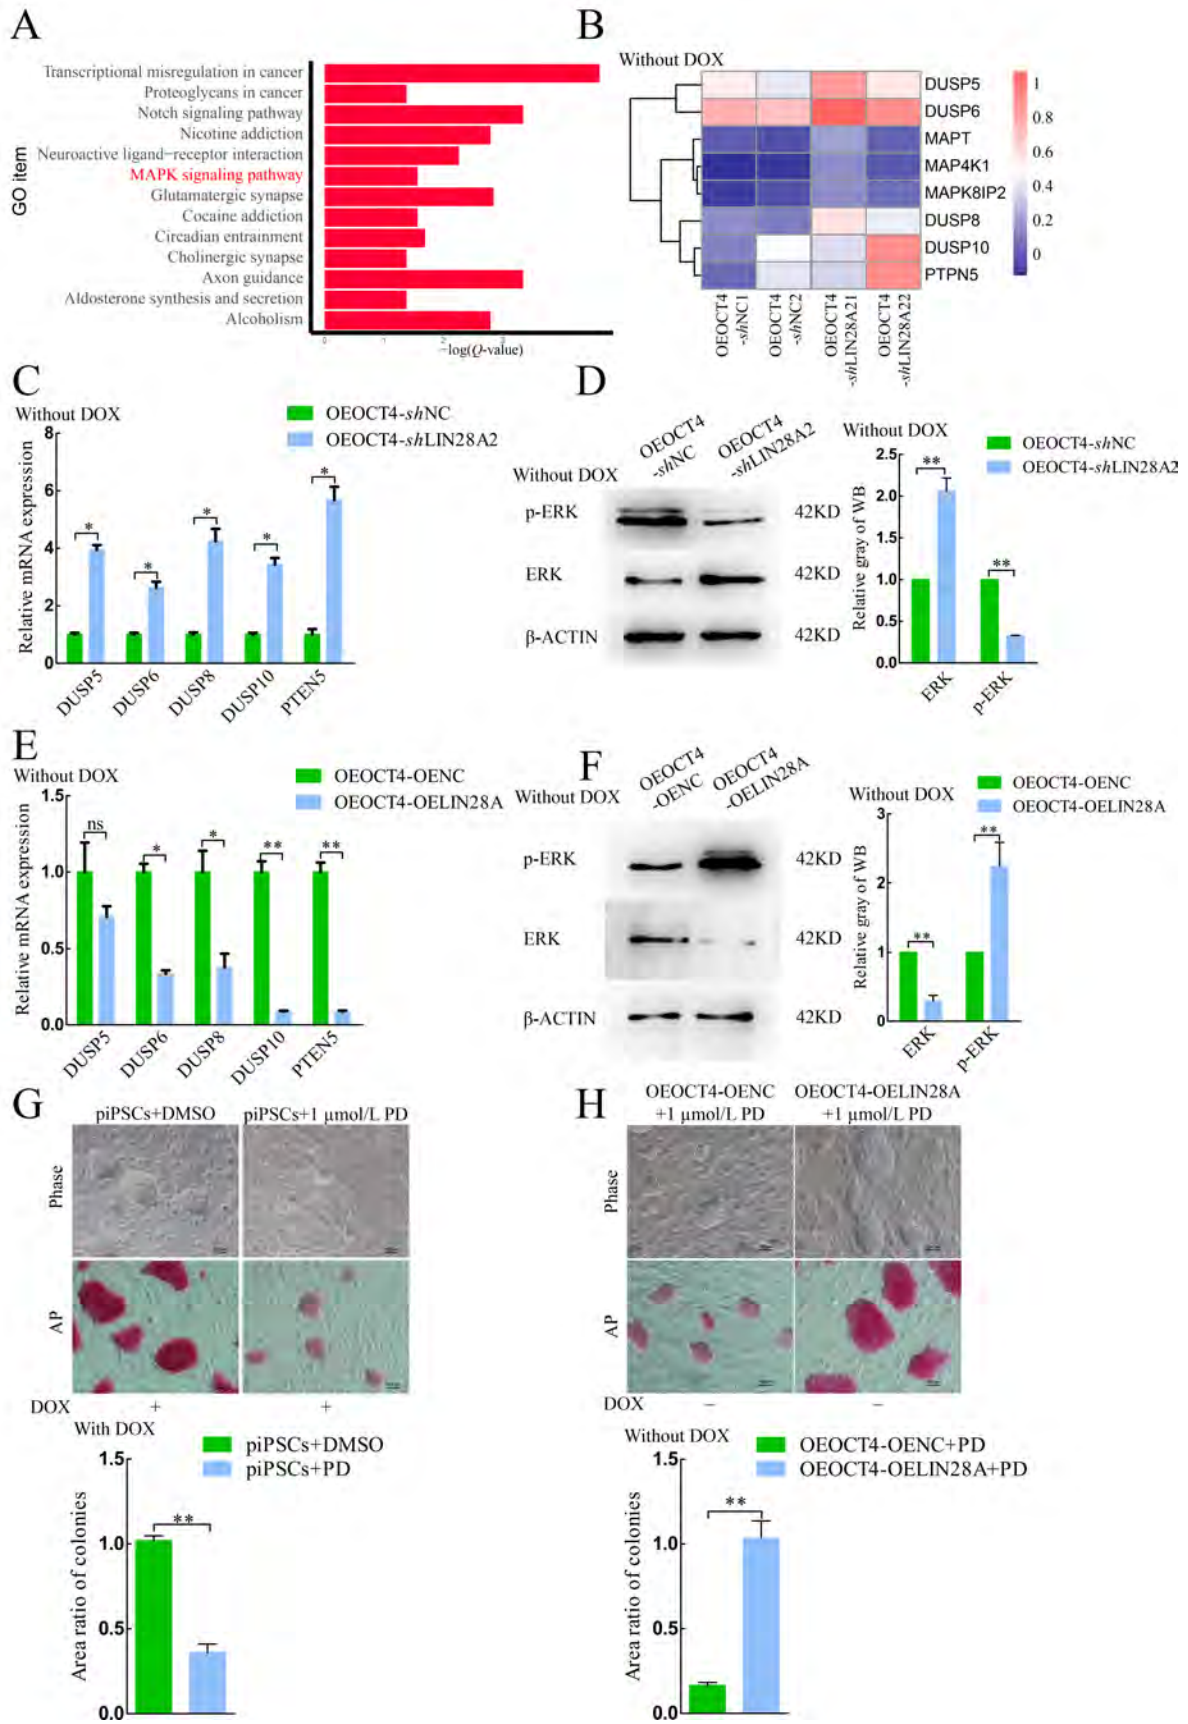 A
GO item
Transcriptional misregulation in cancer
Proteoglycans in cancer
Notch signaling pathway
Nicotine addiction
Neuroactive ligand−receptor interaction
MAPK signaling pathway
Glutamatergic synapse
Cocaine addiction
Circadian entrainment
Cholinergic synapse
Axon guidance
Aldosterone synthesis and secretion
Alcoholism
−log(Q-value)
B
Without DOX
DUSP5
DUSP6
MAPT
MAP4K1
MAPK8IP2
DUSP8
DUSP10
PTPN5
1
0.8
0.6
0.4
0.2
0
OEOCT4
-shNC1
OEOCT4
-shNC2
OEOCT4
-shLIN28A21
OEOCT4
-shLIN28A22
C
Without DOX
OEOCT4-shNC
OEOCT4-shLIN28A2
Relative mRNA expression
8
6
4
2
0
*
*
*
*
*
DUSP5
DUSP6
DUSP8
DUSP10
PTEN5
D
Without DOX
OEOCT4
-shNC
OEOCT4
-shLIN28A2
p-ERK
42KD
ERK
42KD
β-ACTIN
42KD
Without DOX
OEOCT4-shNC
OEOCT4-shLIN28A2
Relative gray of WB
2.5
2.0
1.5
1.0
0.5
0.0
**
**
ERK
p-ERK
E
Without DOX
OEOCT4-OENC
OEOCT4-OELIN28A
Relative mRNA expression
1.5
1.0
0.5
0.0
ns
*
*
**
**
DUSP5
DUSP6
DUSP8
DUSP10
PTEN5
F
Without DOX
OEOCT4
-OENC
OEOCT4
-OELIN28A
p-ERK
42KD
ERK
42KD
β-ACTIN
42KD
Without DOX
OEOCT4-OENC
OEOCT4-OELIN28A
Relative gray of WB
3
2
1
0
**
**
ERK
p-ERK
G
piPSCs+DMSO
piPSCs+1 μmol/L PD
Phase
AP
DOX
+
+
With DOX
piPSCs+DMSO
piPSCs+PD
Area ratio of colonies
1.5
1.0
0.5
0.0
**
H
OEOCT4-OENC
+1 μmol/L PD
OEOCT4-OELIN28A
+1 μmol/L PD
Phase
AP
DOX
−
−
Without DOX
OEOCT4-OENC+PD
OEOCT4-OELIN28A+PD
Area ratio of colonies
1.5
1.0
0.5
0.0
**